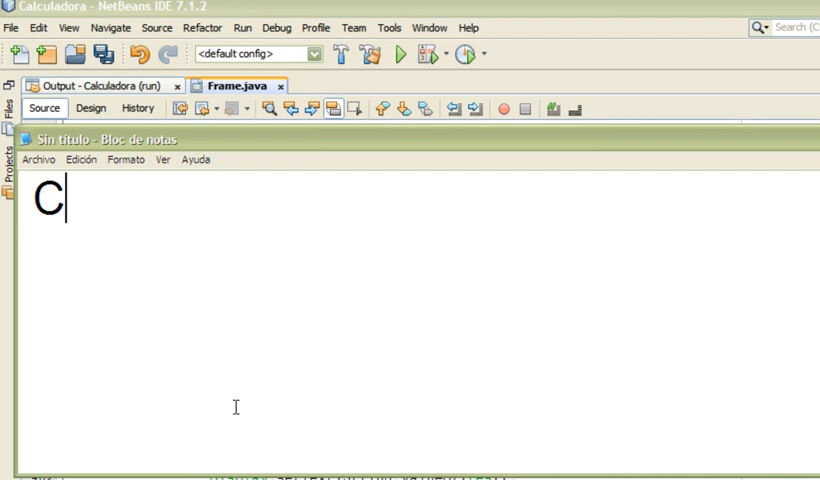 Calculadora - NetBeans IDE 7.1.2
File Edit View Navigate Source Refactor Run Debug Profile Team Tools Window Help
<default config>
Search (C
Output - Calculadora (run) x Frame.java x
Source Design History
Files
Projects
Sin título - Bloc de notas
Archivo Edición Formato Ver Ayuda
C